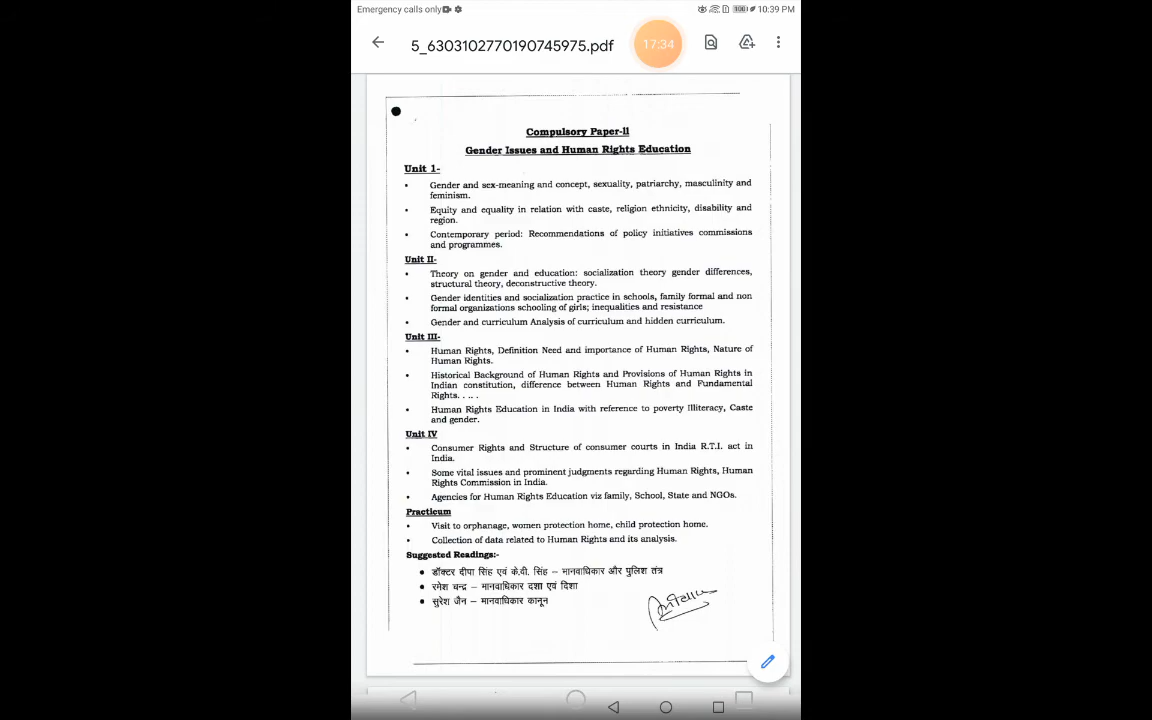 Emergency calls only
10:39 PM
5_6303102770190745975.pdf
17:34
Compulsory Paper-II
Gender Issues and Human Rights Education
Unit 1-
• Gender and sex-meaning and concept, sexuality, patriarchy, masculinity and
feminism.
• Equity and equality in relation with caste, religion ethnicity, disability and
region.
• Contemporary period: Recommendations of policy initiatives commissions
and programmes.
Unit II-
• Theory on gender and education: socialization theory gender differences,
structural theory, deconstructive theory.
• Gender identities and socialization practice in schools, family formal and non
formal organizations schooling of girls; inequalities and resistance
• Gender and curriculum Analysis of curriculum and hidden curriculum.
Unit III-
• Human Rights, Definition Need and importance of Human Rights, Nature of
Human Rights.
• Historical Background of Human Rights and Provisions of Human Rights in
Indian constitution, difference between Human Rights and Fundamental
Rights. . . ..
• Human Rights Education in India with reference to poverty Illiteracy, Caste
and gender.
Unit IV
• Consumer Rights and Structure of consumer courts in India R.T.I. act in
India.
• Some vital issues and prominent judgments regarding Human Rights, Human
Rights Commission in India.
• Agencies for Human Rights Education viz family, School, State and NGOs.
Practicum
• Visit to orphanage, women protection home, child protection home.
• Collection of data related to Human Rights and its analysis.
Suggested Readings:-
• डॉक्टर दीपा सिंह एवं के.वी. सिंह – मानवाधिकार और पुलिश तंत्र
• रमेश चन्द्र – मानवाधिकार दशा एवं दिशा
• सुरेश जैन – मानवाधिकार कानून